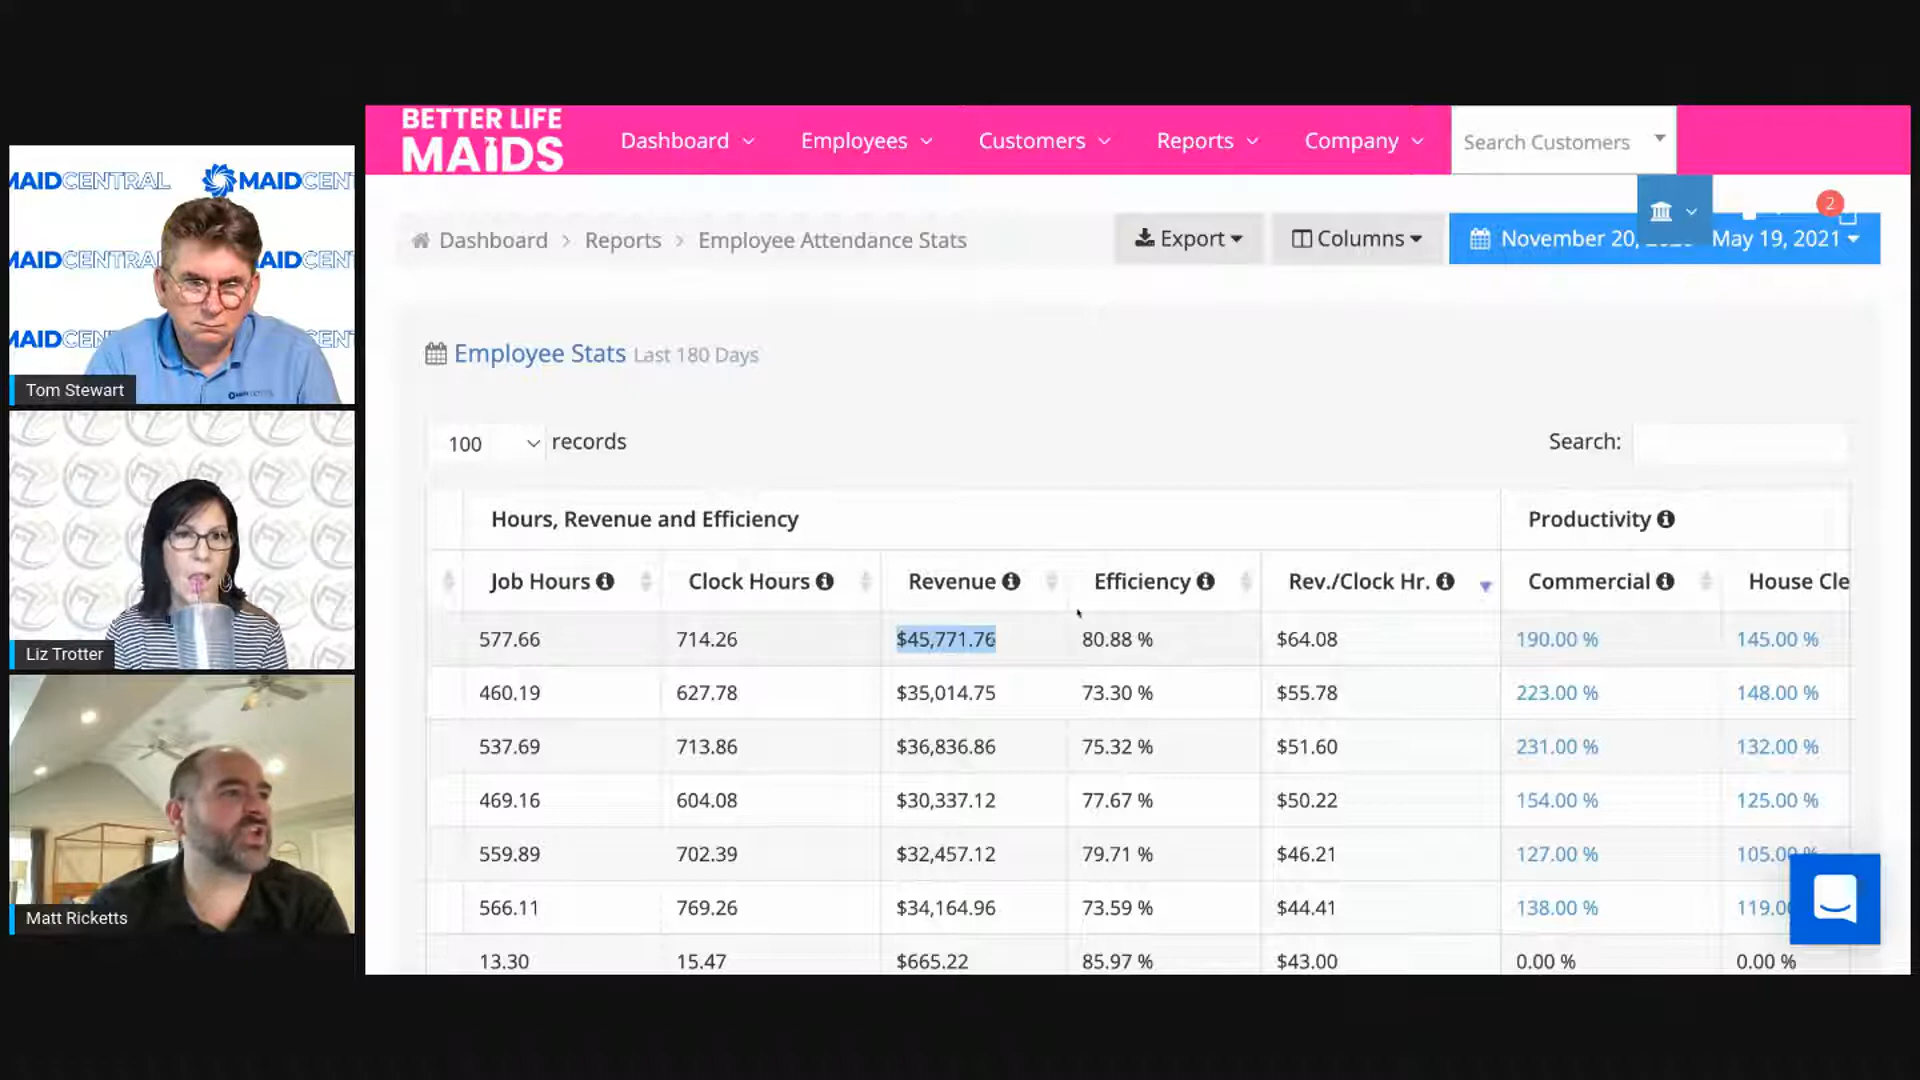 BETTER LIFE
MAiDS
Dashboard
Employees
Customers
Reports
Company
Search Customers
MAIDCENTRAL
MAIDCENT
2
Dashboard > Reports > Employee Attendance Stats
Export
Columns
November 20,
May 19, 2021
Tom Stewart
Employee Stats Last 180 Days
100 records
Search:
Hours, Revenue and Efficiency
Productivity
Job Hours
Clock Hours
Revenue
Efficiency
Rev./Clock Hr.
Commercial
House Cle
577.66 714.26 $45,771.76 80.88 % $64.08 190.00 % 145.00 %
Liz Trotter
460.19 627.78 $35,014.75 73.30 % $55.78 223.00 % 148.00 %
537.69 713.86 $36,836.86 75.32 % $51.60 231.00 % 132.00 %
469.16 604.08 $30,337.12 77.67 % $50.22 154.00 % 125.00 %
559.89 702.39 $32,457.12 79.71 % $46.21 127.00 % 105.00 %
566.11 769.26 $34,164.96 73.59 % $44.41 138.00 % 119.0
Matt Ricketts
13.30 15.47 $665.22 85.97 % $43.00 0.00 % 0.00 %